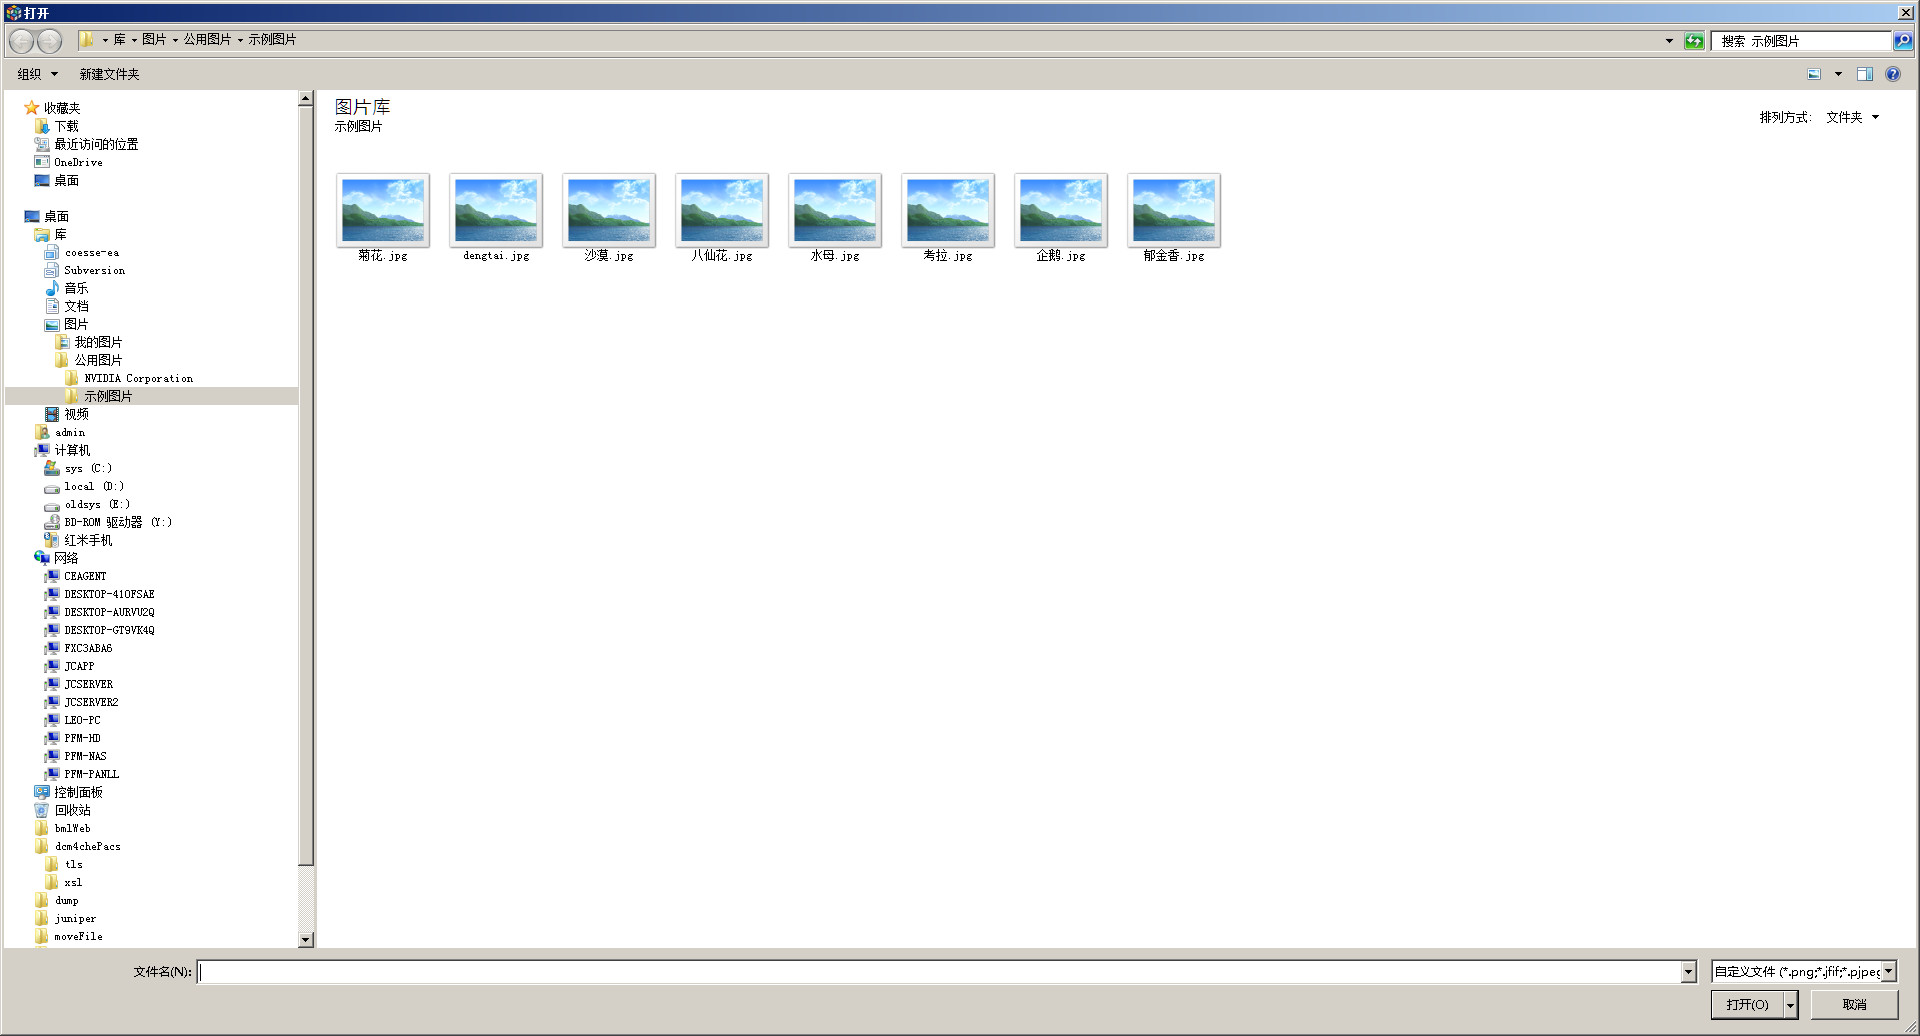 打开
库 图片 公用图片 示例图片
搜索 示例图片
组织 新建文件夹
收藏夹
下载
最近访问的位置
OneDrive
桌面
桌面
库
coesse-ea
Subversion
音乐
文档
图片
我的图片
公用图片
NVIDIA Corporation
示例图片
视频
admin
计算机
sys (C:)
local (D:)
oldsys (E:)
BD-ROM 驱动器 (Y:)
红米手机
网络
CEAGENT
DESKTOP-410FSAE
DESKTOP-AURVU2Q
DESKTOP-GT9VK4Q
FXC3ABA6
JCAPP
JCSERVER
JCSERVER2
LEO-PC
PFM-HD
PFM-NAS
PFM-PANLL
控制面板
回收站
bmlWeb
dcm4chePacs
tls
xsl
dump
juniper
moveFile
图片库
示例图片
排列方式: 文件夹
菊花.jpg
dengtai.jpg
沙漠.jpg
八仙花.jpg
水母.jpg
考拉.jpg
企鹅.jpg
郁金香.jpg
文件名(N):
自定义文件 (*.png;*.jfif;*.pjpeg
打开(O)
取消